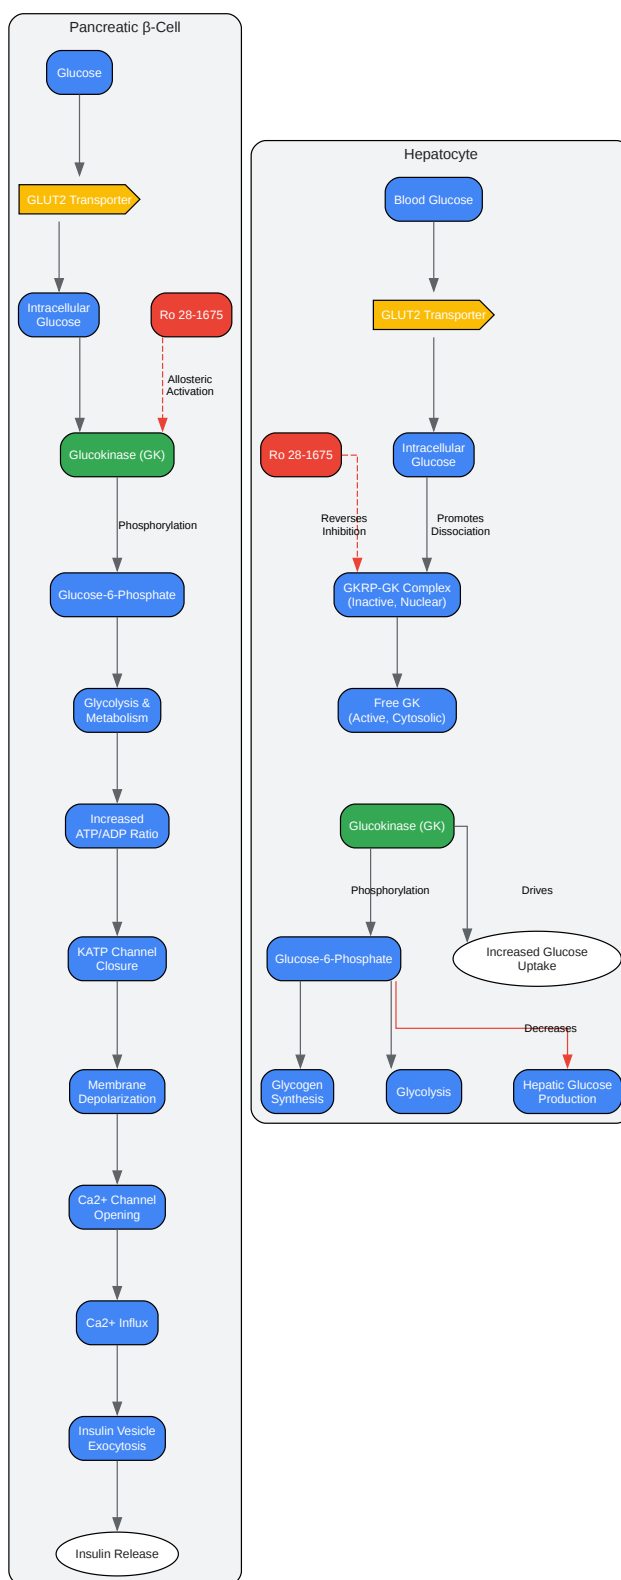 Pancreatic β-Cell
Glucose
GLUT2 Transporter
Intracellular
Glucose
Ro 28-1675
Allosteric
Activation
Glucokinase (GK)
Phosphorylation
Glucose-6-Phosphate
Glycolysis &
Metabolism
Increased
ATP/ADP Ratio
KATP Channel
Closure
Membrane
Depolarization
Ca2+ Channel
Opening
Ca2+ Influx
Insulin Vesicle
Exocytosis
Insulin Release
Hepatocyte
Blood Glucose
GLUT2 Transporter
Ro 28-1675
Intracellular
Glucose
Reverses
Inhibition
Promotes
Dissociation
GKRP-GK Complex
(Inactive, Nuclear)
Free GK
(Active, Cytosolic)
Glucokinase (GK)
Phosphorylation
Drives
Glucose-6-Phosphate
Increased Glucose
Uptake
Decreases
Glycogen
Synthesis
Glycolysis
Hepatic Glucose
Production